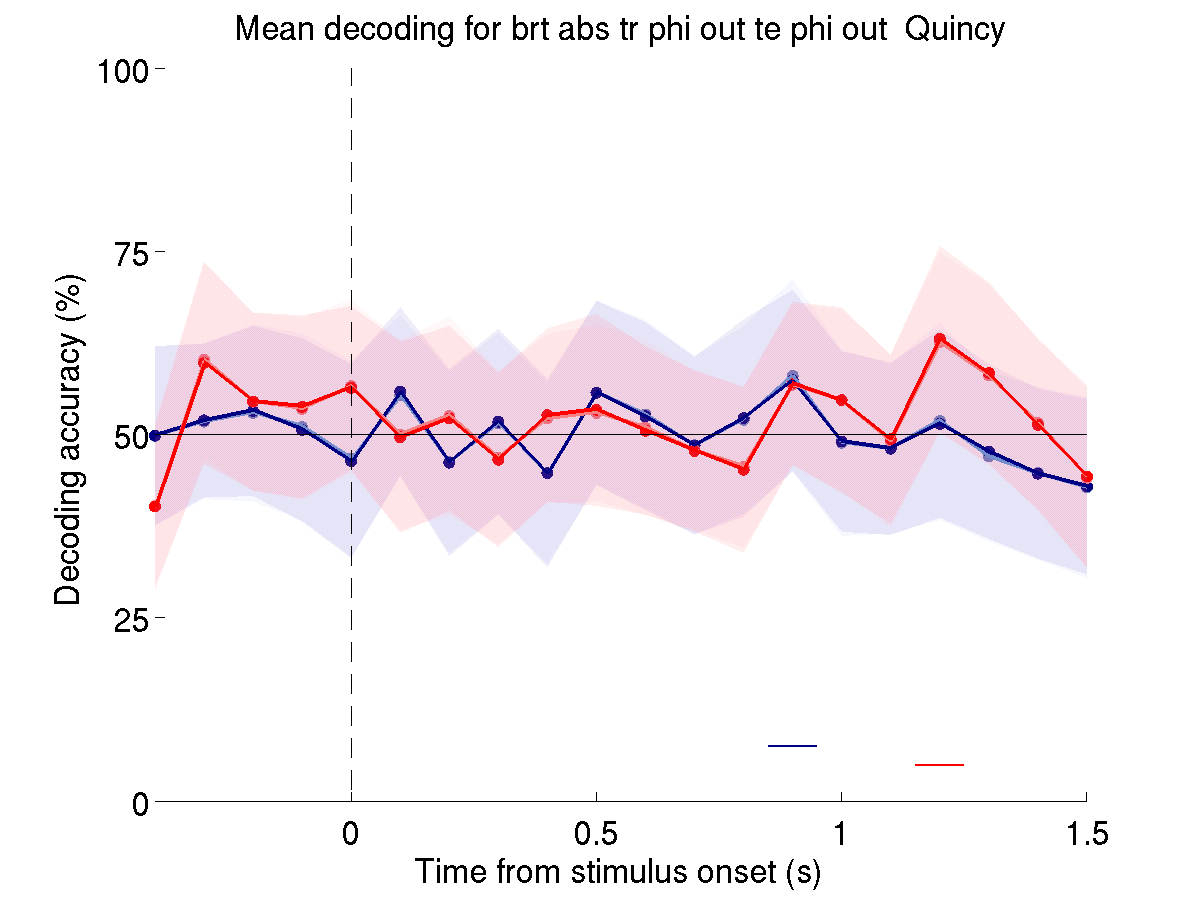 Mean decoding for brt abs tr phi out te phi out  Quincy
100
75
50
25
0
Decoding accuracy (%)
0 0.5 1 1.5
Time from stimulus onset (s)